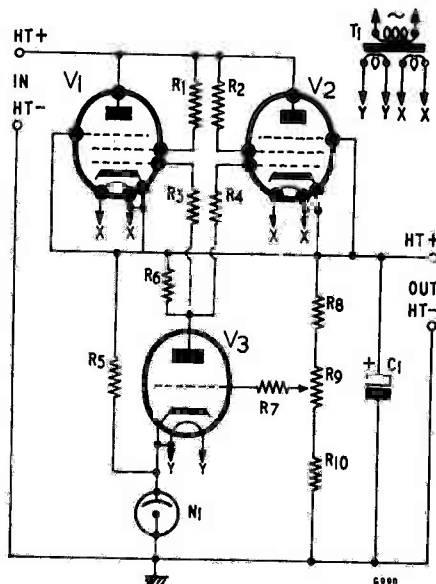 HT+
IN
HT-
V1
V2
R1
R2
T1
Y Y X X
R3
R4
X X
X X
HT+
OUT
HT-
R6
R8
V3
R5
R7
R9
C1
+
Y Y
R10
N1